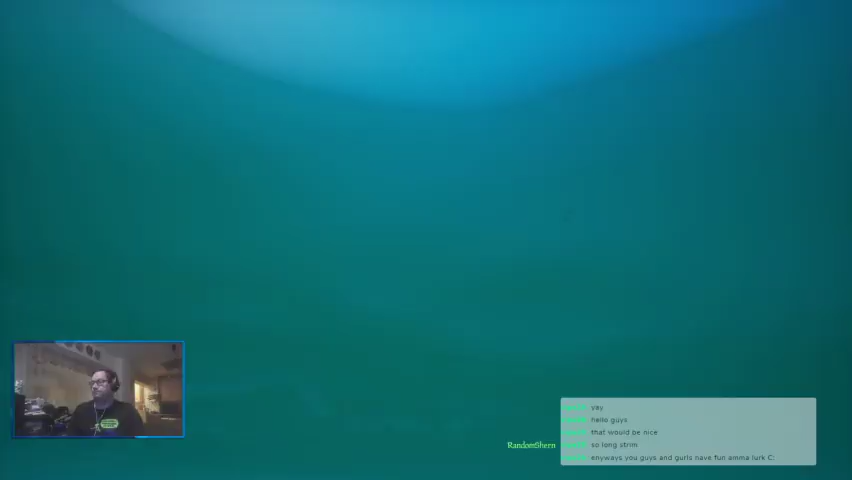 yay
hello guys
that would be nice
RandomShern so long strim
enyways you guys and gurls have fun amma lurk C: